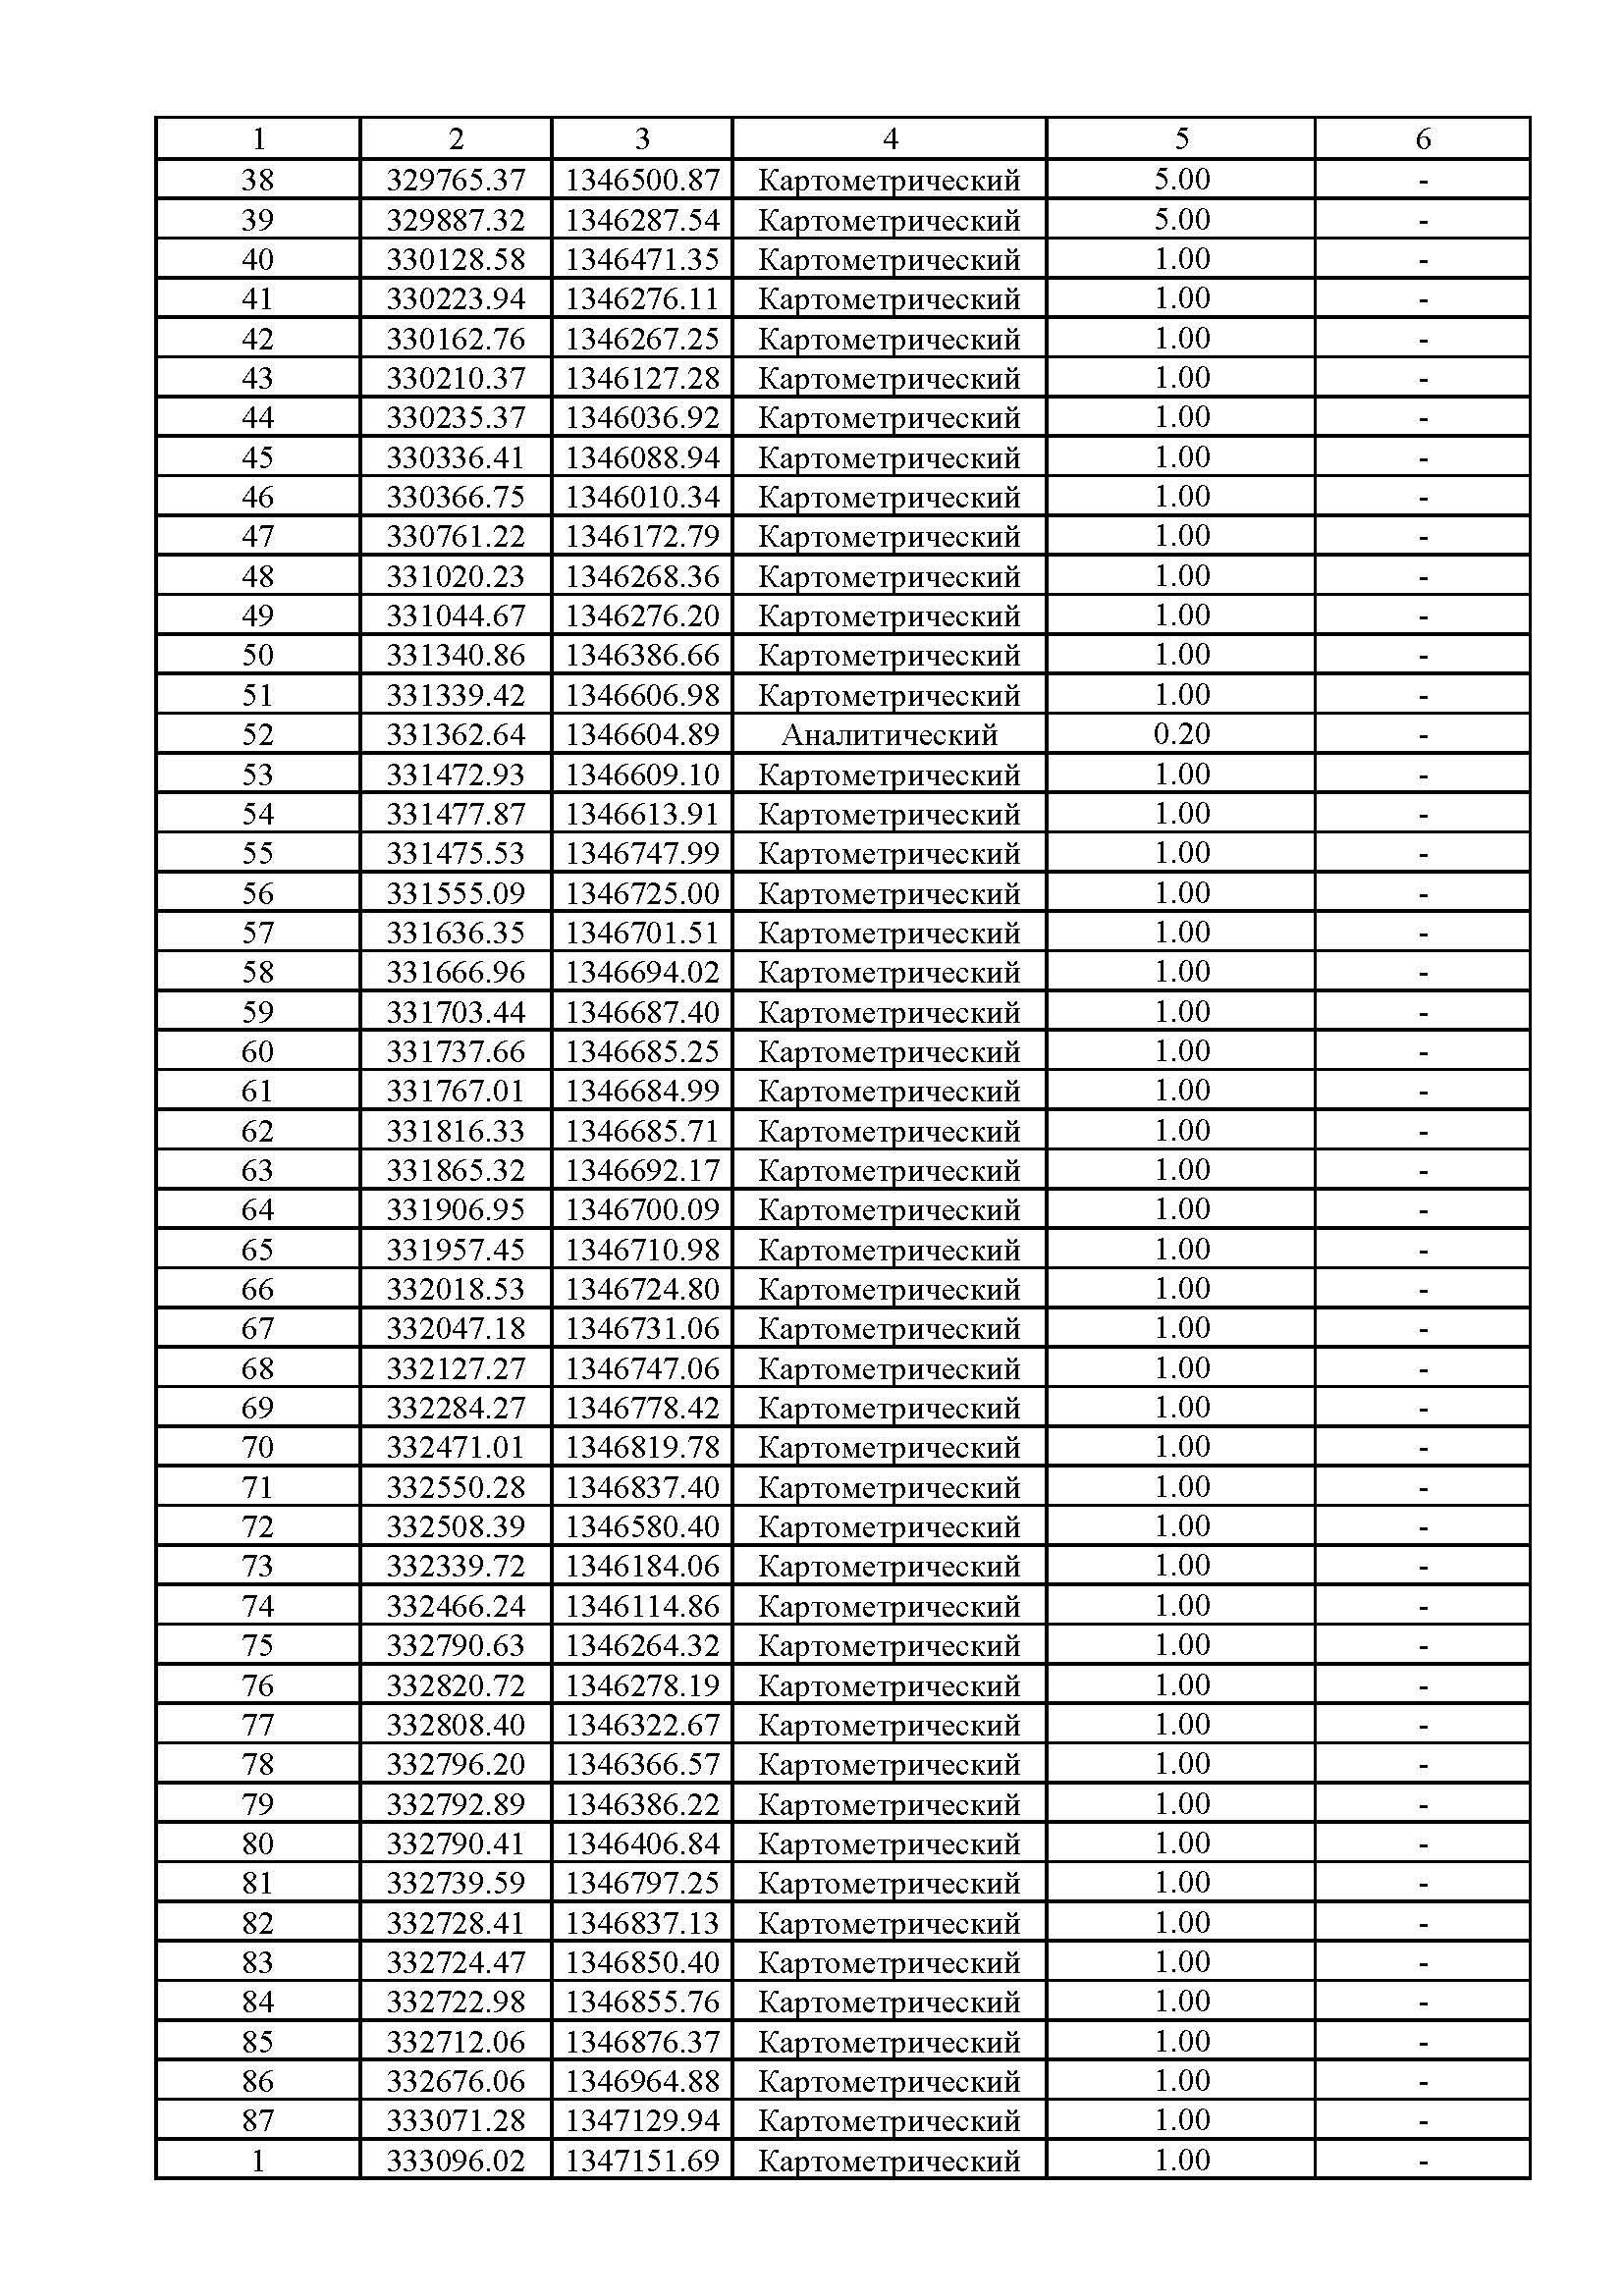 1 2 3 4 5 6
38 329765.37 1346500.87 Картометрический 5.00 -
39 329887.32 1346287.54 Картометрический 5.00 -
40 330128.58 1346471.35 Картометрический 1.00 -
41 330223.94 1346276.11 Картометрический 1.00 -
42 330162.76 1346267.25 Картометрический 1.00 -
43 330210.37 1346127.28 Картометрический 1.00 -
44 330235.37 1346036.92 Картометрический 1.00 -
45 330336.41 1346088.94 Картометрический 1.00 -
46 330366.75 1346010.34 Картометрический 1.00 -
47 330761.22 1346172.79 Картометрический 1.00 -
48 331020.23 1346268.36 Картометрический 1.00 -
49 331044.67 1346276.20 Картометрический 1.00 -
50 331340.86 1346386.66 Картометрический 1.00 -
51 331339.42 1346606.98 Картометрический 1.00 -
52 331362.64 1346604.89 Аналитический 0.20 -
53 331472.93 1346609.10 Картометрический 1.00 -
54 331477.87 1346613.91 Картометрический 1.00 -
55 331475.53 1346747.99 Картометрический 1.00 -
56 331555.09 1346725.00 Картометрический 1.00 -
57 331636.35 1346701.51 Картометрический 1.00 -
58 331666.96 1346694.02 Картометрический 1.00 -
59 331703.44 1346687.40 Картометрический 1.00 -
60 331737.66 1346685.25 Картометрический 1.00 -
61 331767.01 1346684.99 Картометрический 1.00 -
62 331816.33 1346685.71 Картометрический 1.00 -
63 331865.32 1346692.17 Картометрический 1.00 -
64 331906.95 1346700.09 Картометрический 1.00 -
65 331957.45 1346710.98 Картометрический 1.00 -
66 332018.53 1346724.80 Картометрический 1.00 -
67 332047.18 1346731.06 Картометрический 1.00 -
68 332127.27 1346747.06 Картометрический 1.00 -
69 332284.27 1346778.42 Картометрический 1.00 -
70 332471.01 1346819.78 Картометрический 1.00 -
71 332550.28 1346837.40 Картометрический 1.00 -
72 332508.39 1346580.40 Картометрический 1.00 -
73 332339.72 1346184.06 Картометрический 1.00 -
74 332466.24 1346114.86 Картометрический 1.00 -
75 332790.63 1346264.32 Картометрический 1.00 -
76 332820.72 1346278.19 Картометрический 1.00 -
77 332808.40 1346322.67 Картометрический 1.00 -
78 332796.20 1346366.57 Картометрический 1.00 -
79 332792.89 1346386.22 Картометрический 1.00 -
80 332790.41 1346406.84 Картометрический 1.00 -
81 332739.59 1346797.25 Картометрический 1.00 -
82 332728.41 1346837.13 Картометрический 1.00 -
83 332724.47 1346850.40 Картометрический 1.00 -
84 332722.98 1346855.76 Картометрический 1.00 -
85 332712.06 1346876.37 Картометрический 1.00 -
86 332676.06 1346964.88 Картометрический 1.00 -
87 333071.28 1347129.94 Картометрический 1.00 -
1 333096.02 1347151.69 Картометрический 1.00 -